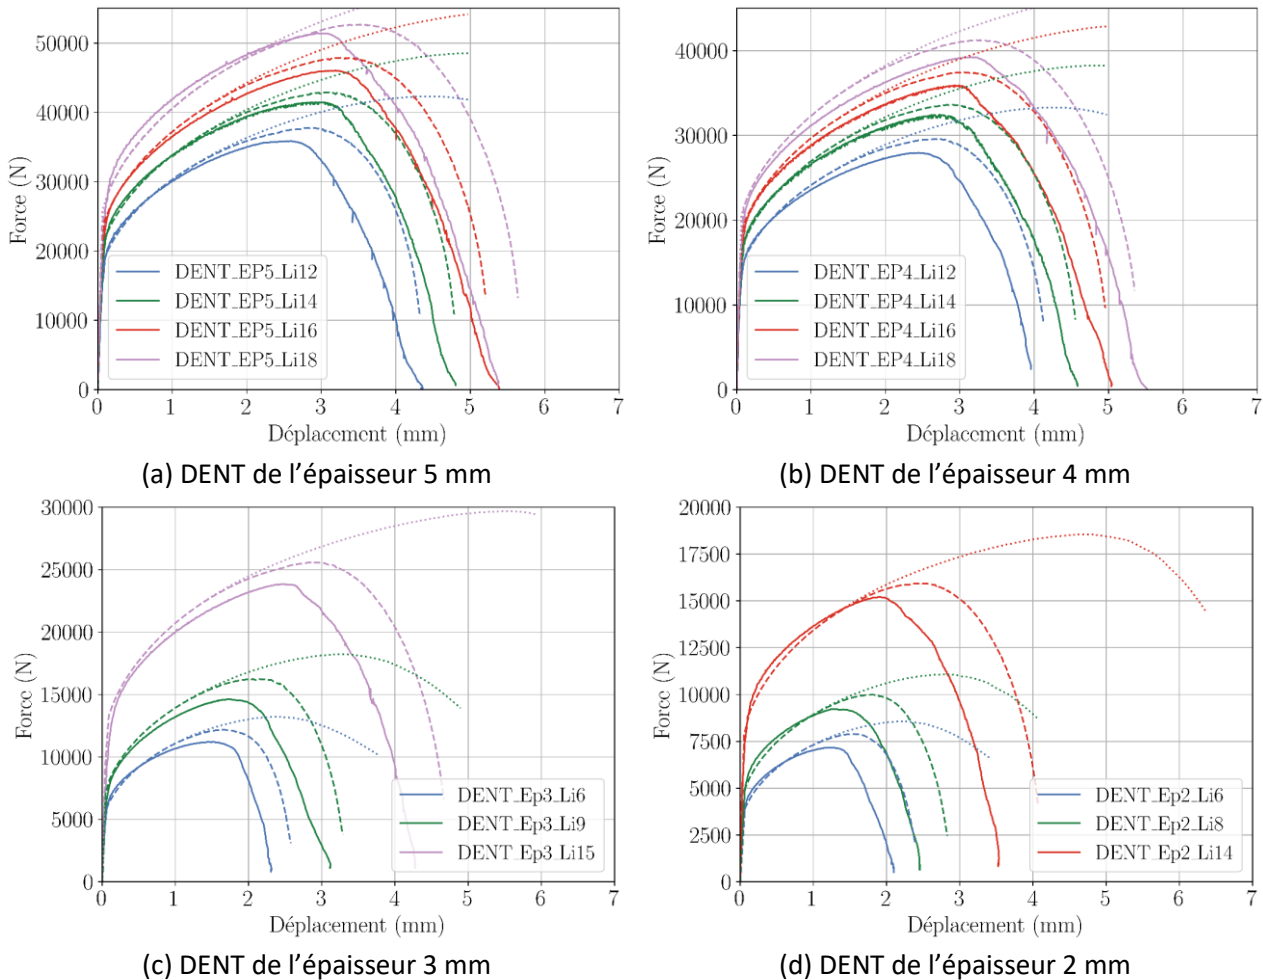 50000
40000
30000
20000
10000
0
Force (N)
DENT_EP5_Li12
DENT_EP5_Li14
DENT_EP5_Li16
DENT_EP5_Li18
0 1 2 3 4 5 6 7
Déplacement (mm)
(a) DENT de l’épaisseur 5 mm
40000
30000
20000
10000
0
Force (N)
DENT_EP4_Li12
DENT_EP4_Li14
DENT_EP4_Li16
DENT_EP4_Li18
0 1 2 3 4 5 6 7
Déplacement (mm)
(b) DENT de l’épaisseur 4 mm
30000
25000
20000
15000
10000
5000
0
Force (N)
DENT_Ep3_Li6
DENT_Ep3_Li9
DENT_Ep3_Li15
0 1 2 3 4 5 6 7
Déplacement (mm)
(c) DENT de l’épaisseur 3 mm
20000
17500
15000
12500
10000
7500
5000
2500
0
Force (N)
DENT_Ep2_Li6
DENT_Ep2_Li8
DENT_Ep2_Li14
0 1 2 3 4 5 6 7
Déplacement (mm)
(d) DENT de l’épaisseur 2 mm